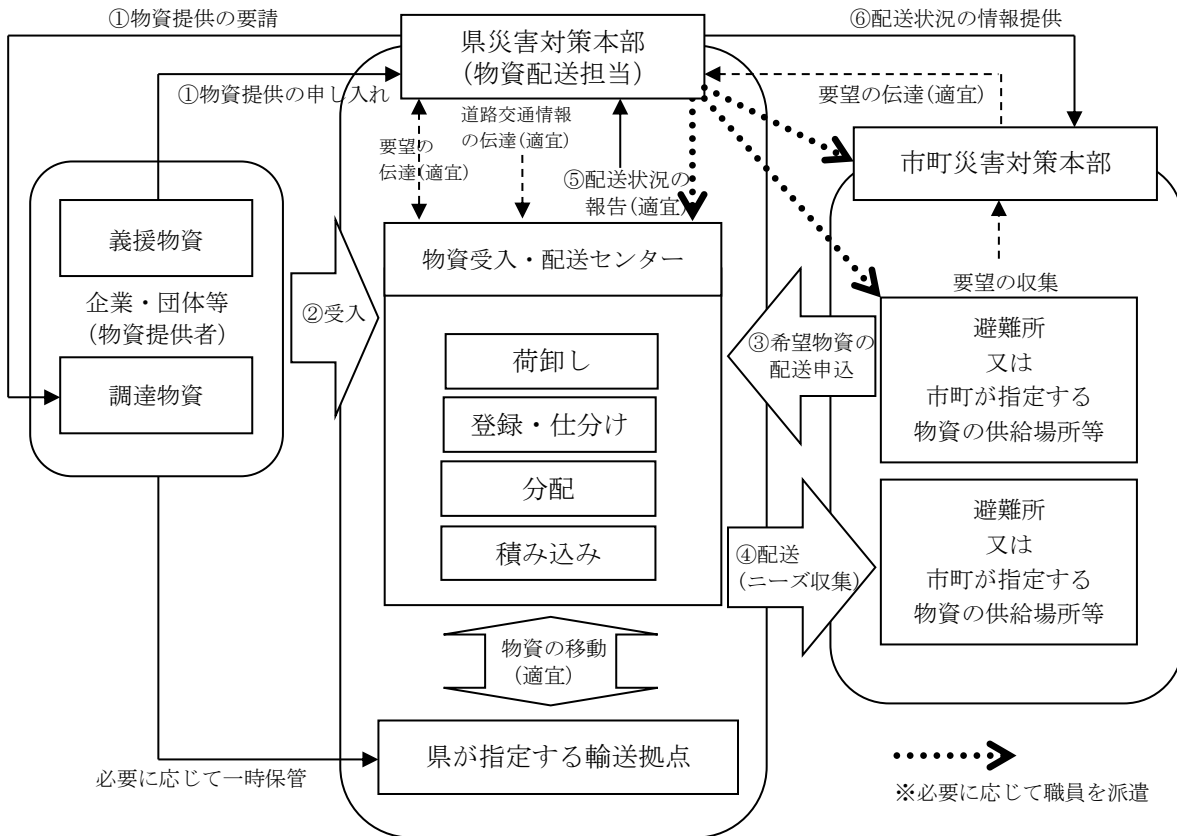 ①物資提供の要請
県災害対策本部
(物資配送担当)
⑥配送状況の情報提供
①物資提供の申し入れ
要望の伝達(適宜)
道路交通情報
の伝達(適宜)
要望の
伝達(適宜)
⑤配送状況の
報告(適宜)
市町災害対策本部
義援物資
企業・団体等
(物資提供者)
調達物資
②受入
物資受入・配送センター
荷卸し
登録・仕分け
分配
積み込み
要望の収集
③希望物資の
配送申込
避難所
又は
市町が指定する
物資の供給場所等
④配送
(ニーズ収集)
避難所
又は
市町が指定する
物資の供給場所等
物資の移動
(適宜)
県が指定する輸送拠点
必要に応じて一時保管
※必要に応じて職員を派遣